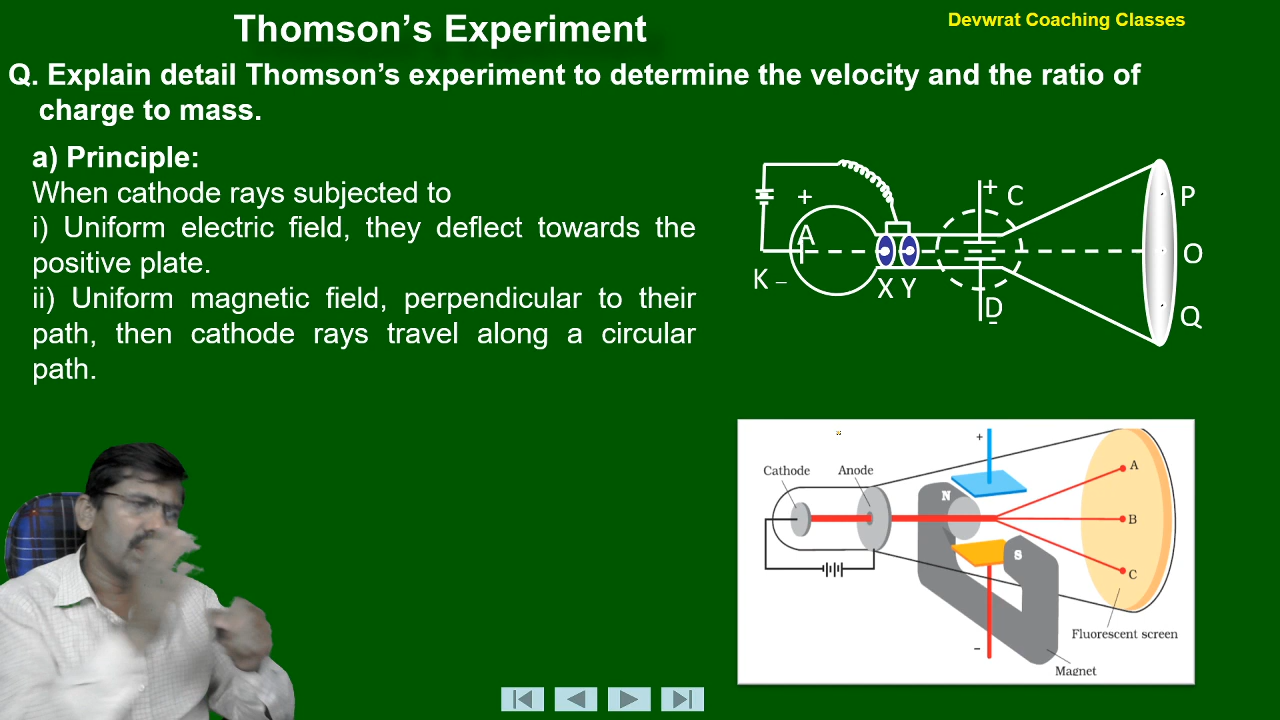 Thomson’s Experiment
Devwrat Coaching Classes
Q. Explain detail Thomson’s experiment to determine the velocity and the ratio of
charge to mass.
a) Principle:
When cathode rays subjected to
i) Uniform electric field, they deflect towards the
positive plate.
ii) Uniform magnetic field, perpendicular to their
path, then cathode rays travel along a circular
path.
+
A
K –
X Y
+ C
D
-
P
O
Q
Cathode
Anode
+
N
S
A
B
C
Fluorescent screen
–
Magnet